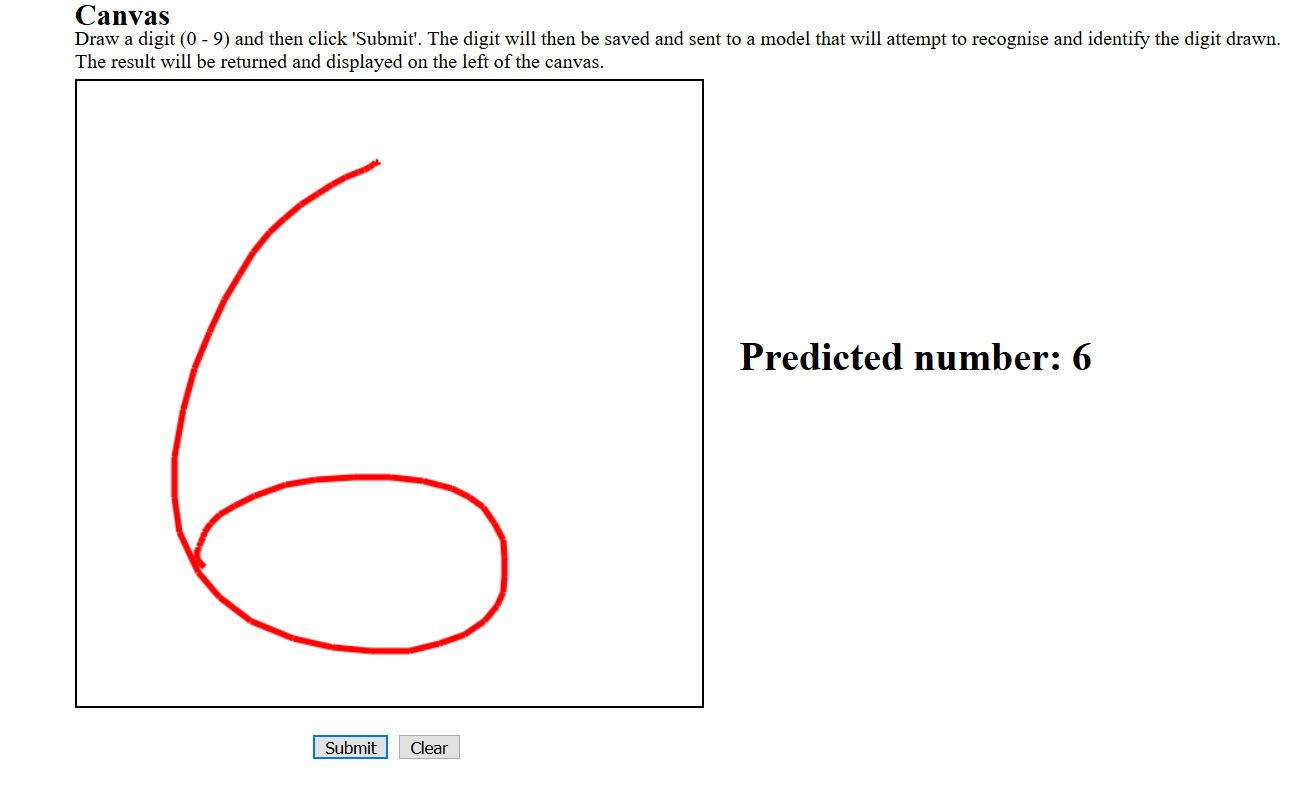 Canvas
Draw a digit (0 - 9) and then click 'Submit'. The digit will then be saved and sent to a model that will attempt to recognise and identify the digit drawn.
The result will be returned and displayed on the left of the canvas.
6
Predicted number: 6
Submit Clear